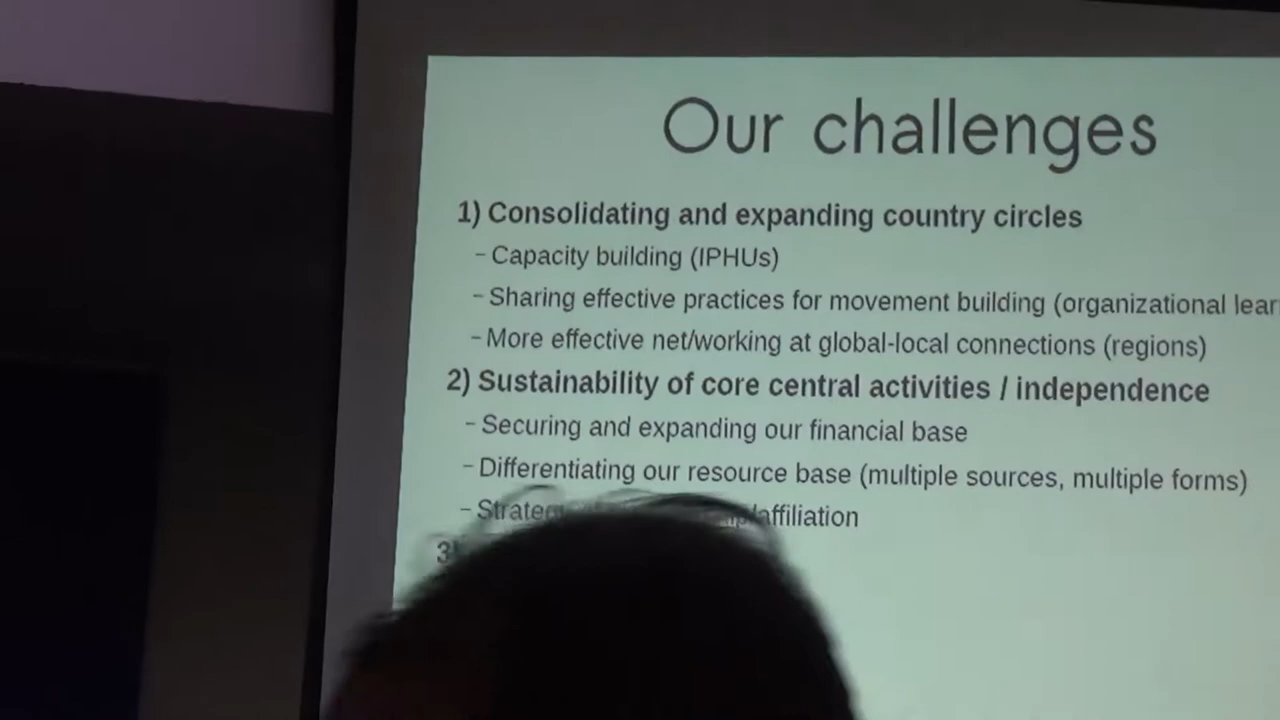 Our challenges
1) Consolidating and expanding country circles
– Capacity building (IPHUs)
– Sharing effective practices for movement building (organizational
– More effective net/working at global-local connections (regions)
2) Sustainability of core central activities / independence
– Securing and expanding our financial base
– Differentiating our resource base (multiple sources, multiple forms)
– affiliation